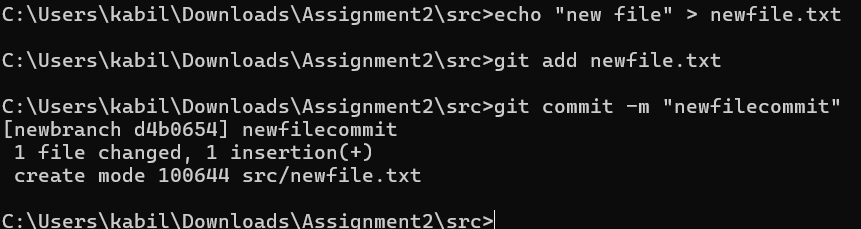 C:\Users\kabil\Downloads\Assignment2\src>echo "new file" > newfile.txt
C:\Users\kabil\Downloads\Assignment2\src>git add newfile.txt
C:\Users\kabil\Downloads\Assignment2\src>git commit -m "newfilecommit"
[newbranch d4b0654] newfilecommit
 1 file changed, 1 insertion(+)
 create mode 100644 src/newfile.txt
C:\Users\kabil\Downloads\Assignment2\src>